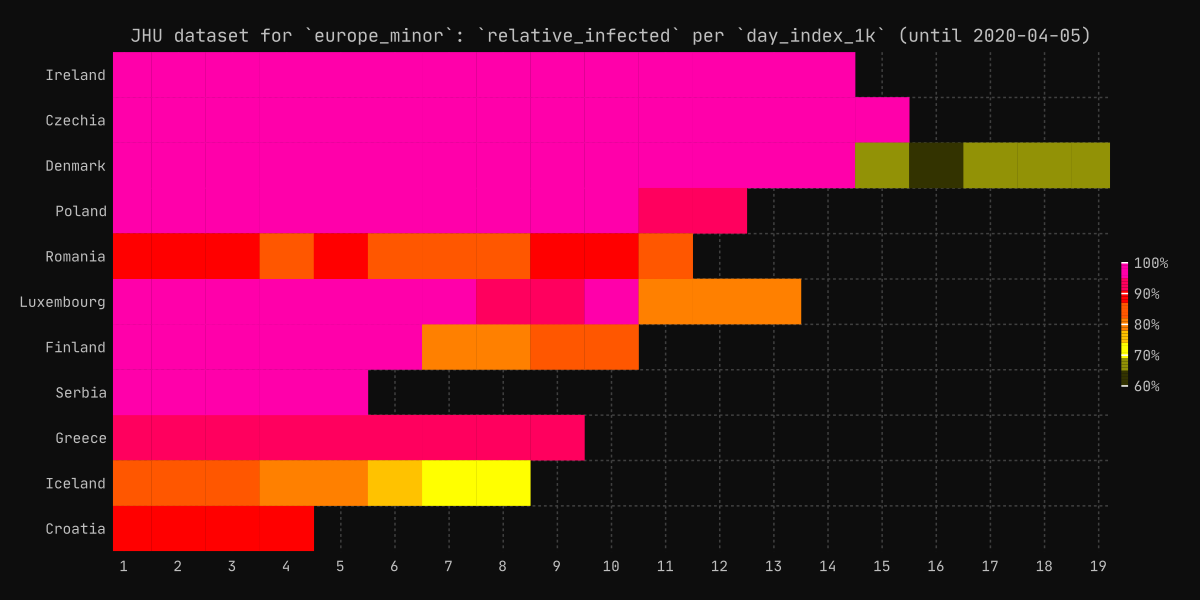 JHU dataset for `europe_minor`: `relative_infected` per `day_index_1k` (until 2020-04-05)
Ireland
Czechia
Denmark
Poland
Romania
Luxembourg
Finland
Serbia
Greece
Iceland
Croatia
1 2 3 4 5 6 7 8 9 10 11 12 13 14 15 16 17 18 19
100%
90%
80%
70%
60%